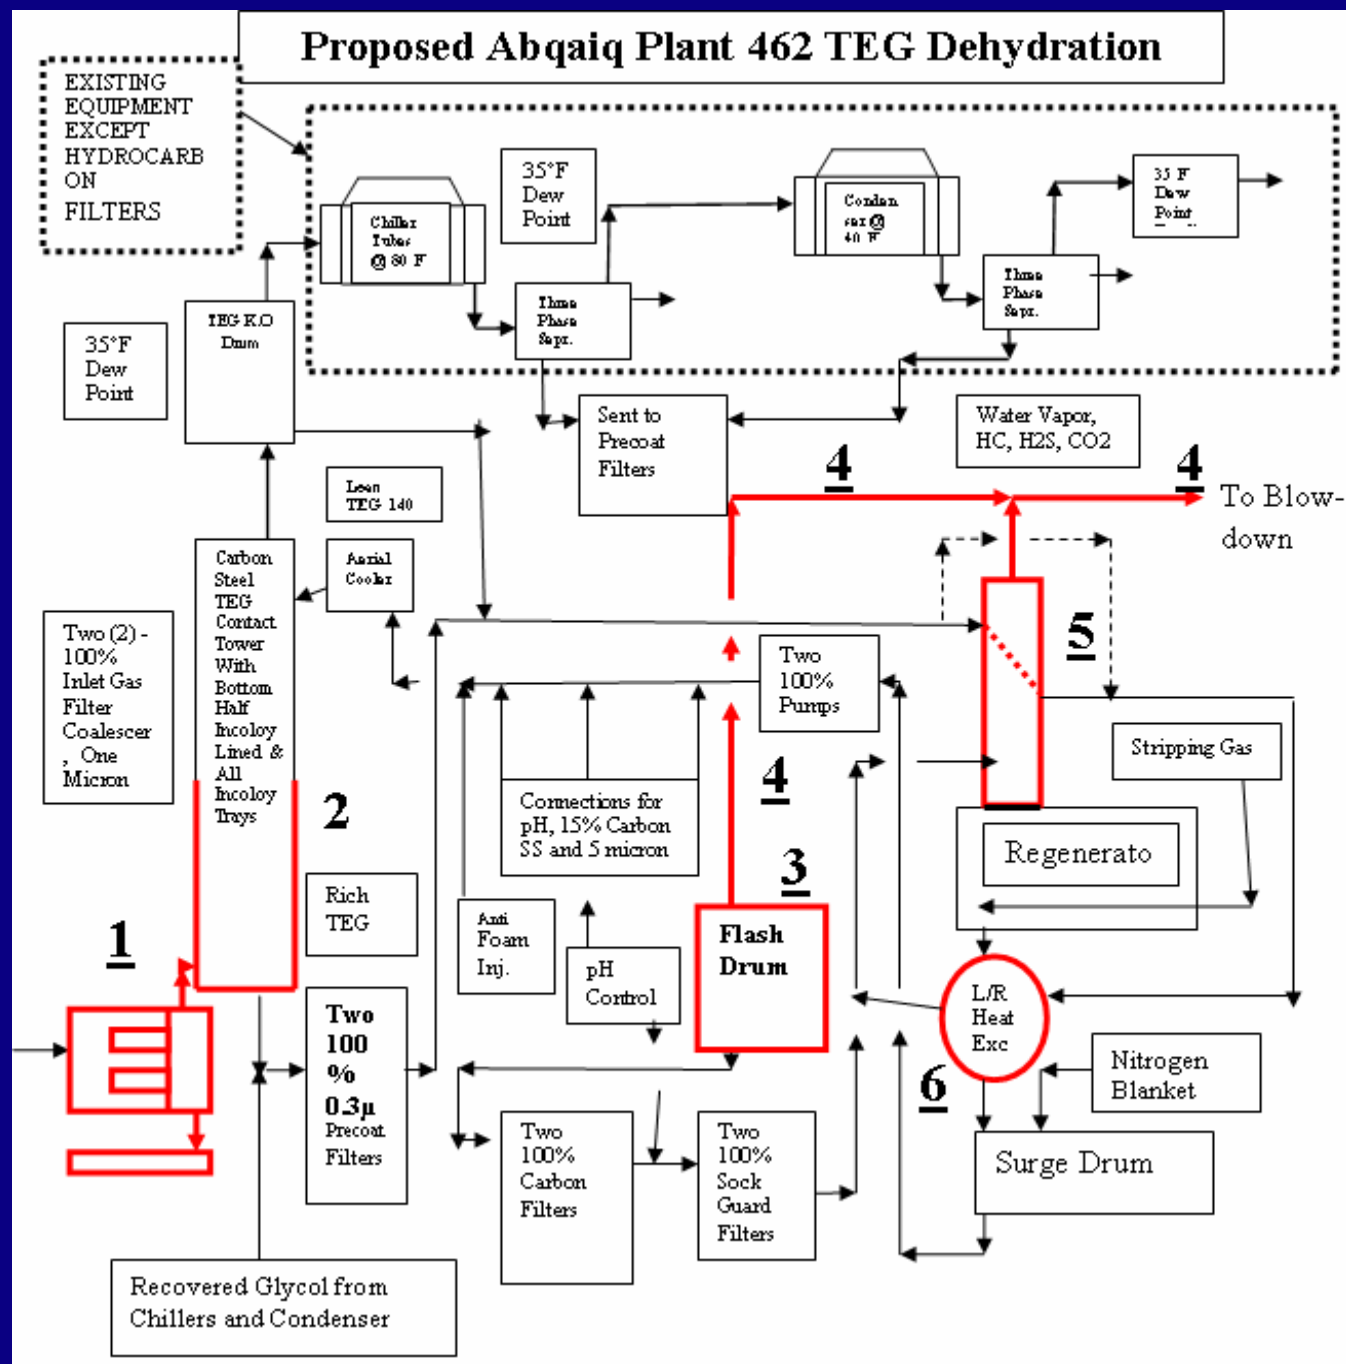 Proposed Abqaiq Plant 462 TEG Dehydration
EXISTING
EQUIPMENT
EXCEPT
HYDROCARB
ON
FILTERS
35°F
Dew
Point
Chiller
Tubes
@ 80 F
Conden
ser @
40 F
35 F
Dew
Point
Three
Phase
Sepr.
Three
Phase
Sepr.
TEG K.O
Drum
35°F
Dew
Point
Sent to
Precoat
Filters
Water Vapor,
HC, H2S, CO2
4
4
To Blow-
down
Lean
TEG 140
Aerial
Cooler
Carbon
Steel
TEG
Contact
Tower
With
Bottom
Half
Incoloy
Lined &
All
Incoloy
Trays
Two (2) -
100%
Inlet Gas
Filter
Coalescer
, One
Micron
5
Two
100%
Pumps
Stripping Gas
2
4
Connections for
pH, 15% Carbon
SS and 5 micron
Regenerato
3
Rich
TEG
1
Anti
Foam
Inj.
Flash
Drum
pH
Control
L/R
Heat
Exc
Two
100
%
0.3µ
Precoat
Filters
6
Nitrogen
Blanket
Two
100%
Carbon
Filters
Two
100%
Sock
Guard
Filters
Surge Drum
Recovered Glycol from
Chillers and Condenser